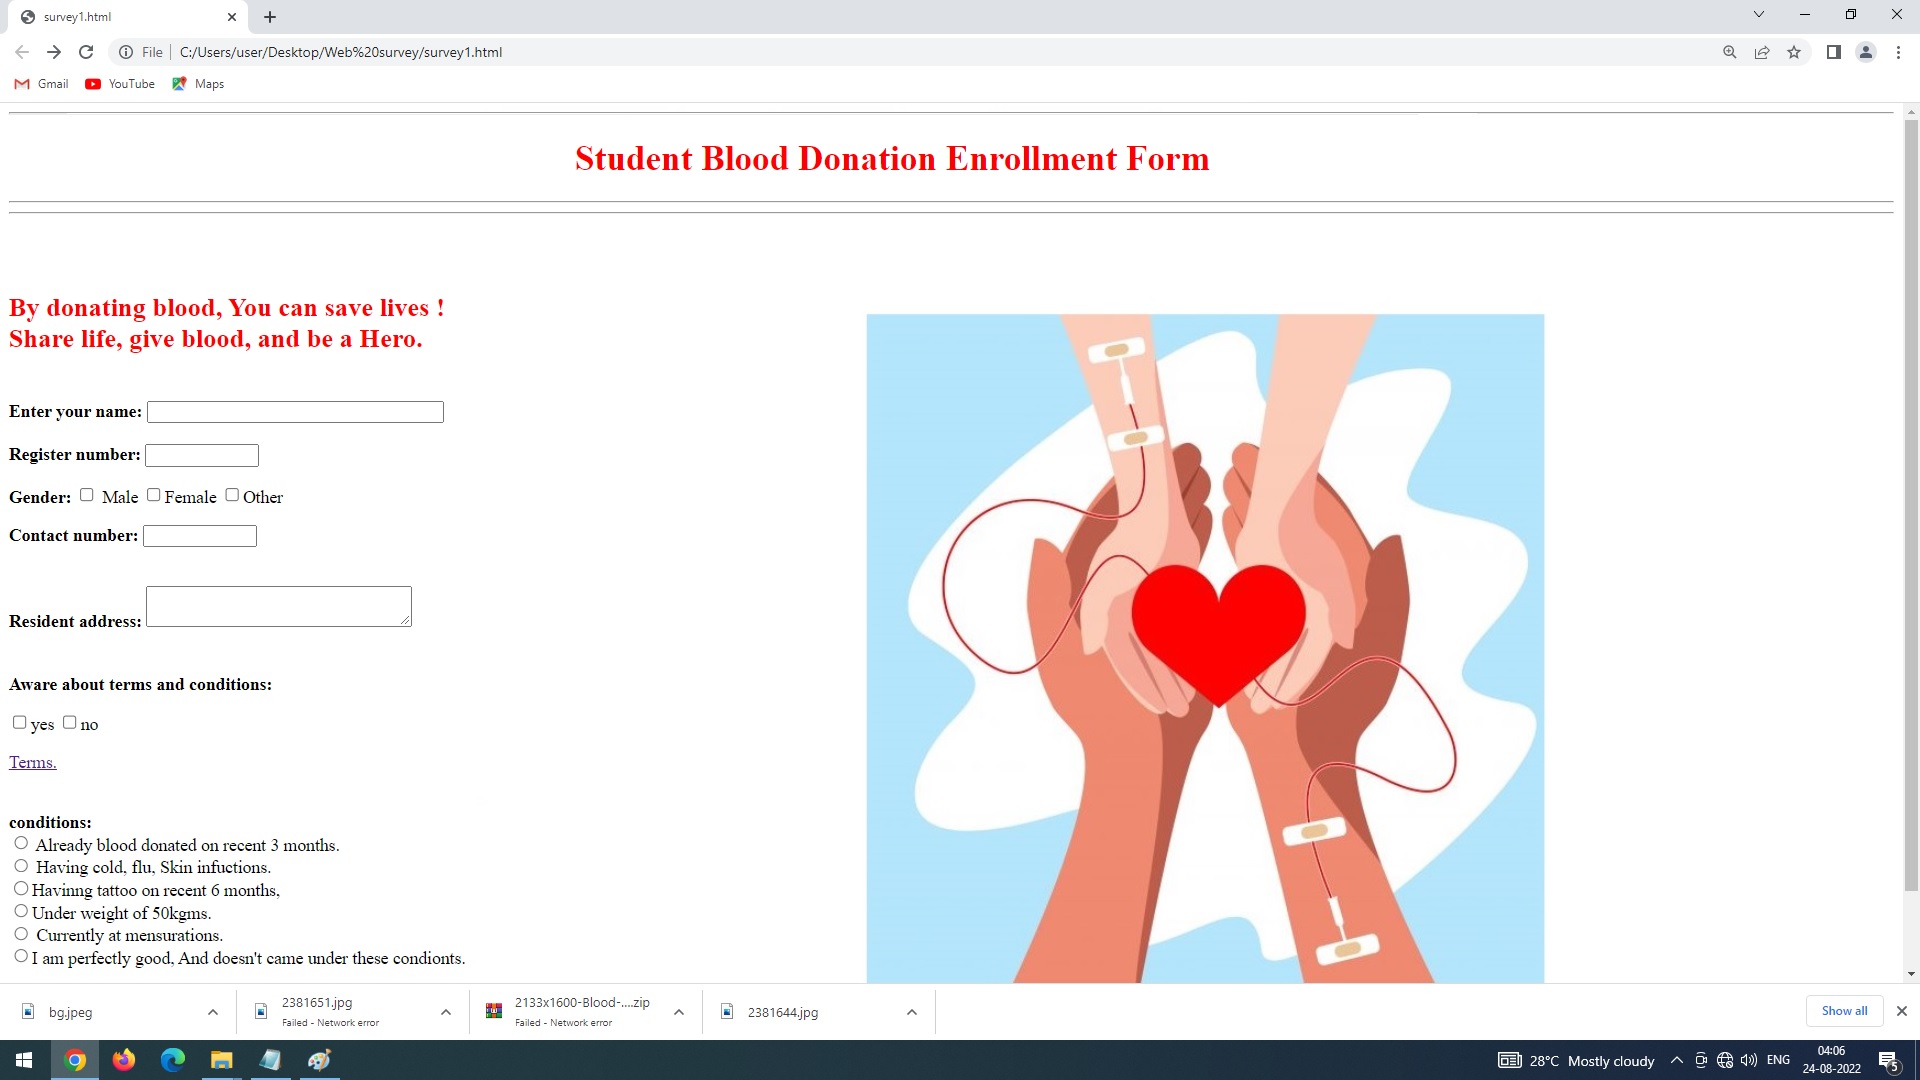 survey1.html
File C:/Users/user/Desktop/Web%20survey/survey1.html
Gmail YouTube Maps
Student Blood Donation Enrollment Form
By donating blood, You can save lives !
Share life, give blood, and be a Hero.
Enter your name:
Register number:
Gender: Male Female Other
Contact number:
Resident address:
Aware about terms and conditions:
yes no
Terms.
conditions:
Already blood donated on recent 3 months.
Having cold, flu, Skin infuctions.
Havinng tattoo on recent 6 months,
Under weight of 50kgms.
Currently at mensurations.
I am perfectly good, And doesn't came under these condionts.
bg.jpeg
2381651.jpg
Failed - Network error
2133x1600-Blood-....zip
Failed - Network error
2381644.jpg
Show all
28°C Mostly cloudy
ENG
04:06
24-08-2022
5